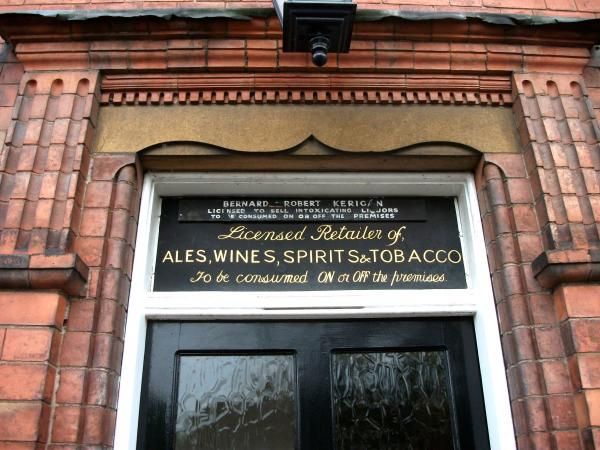 BERNARD ROBERT
LICENSED TO SELL INTOXICATING LIQUORS
TO BE CONSUMED ON OR OFF THE PREMISES
Licensed Retailer of,
ALES, WINES, SPIRITS & TOBACCO
To be consumed ON or OFF the premises.